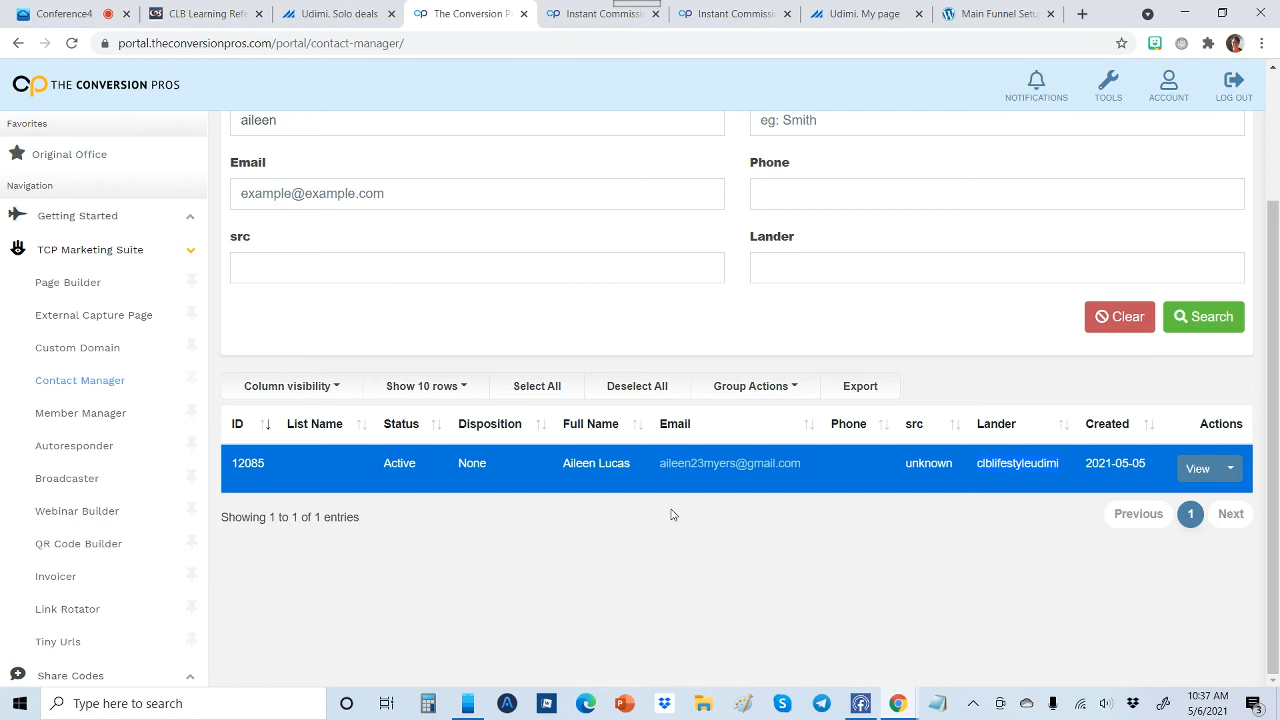 Conference4
CLB Learning Refe
Udimi. Solo deals
The Conversion P
Instant Commiss
Instant Commiss
Udimi. My page
Main Funnel Setu
portal.theconversionpros.com/portal/contact-manager/
cp THE CONVERSION PROS
NOTIFICATIONS TOOLS ACCOUNT LOG OUT
Favorites
Original Office
Navigation
Getting Started
TCP Marketing Suite
Page Builder
External Capture Page
Custom Domain
Contact Manager
Member Manager
Autoresponder
Broadcaster
Webinar Builder
QR Code Builder
Invoicer
Link Rotator
Tiny Urls
Share Codes
aileen
eg: Smith
Email
Phone
example@example.com
src
Lander
Clear
Search
Column visibility
Show 10 rows
Select All
Deselect All
Group Actions
Export
ID List Name Status Disposition Full Name Email Phone src Lander Created Actions
12085 Active None Aileen Lucas aileen23myers@gmail.com unknown clblifestyleudimi 2021-05-05 View
Showing 1 to 1 of 1 entries
Previous 1 Next
Type here to search
10:37 AM
5/6/2021
3